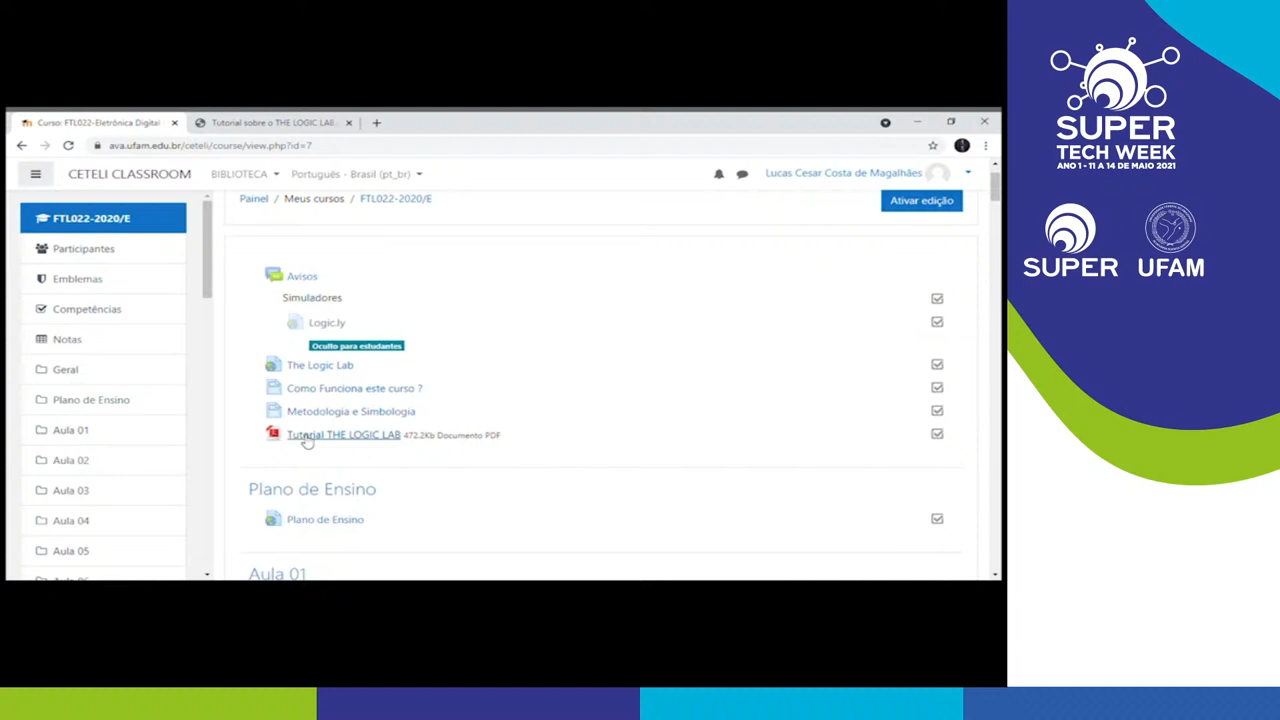 Curso: FTL022-Eletrônica Digital
Tutorial sobre o THE LOGIC LAB
ava.ufam.edu.br/ceteli/course/view.php?id=7
CETELI CLASSROOM
BIBLIOTECA
Português - Brasil (pt_br)
Lucas Cesar Costa de Magalhães
FTL022-2020/E
Participantes
Emblemas
Competências
Notas
Geral
Plano de Ensino
Aula 01
Aula 02
Aula 03
Aula 04
Aula 05
Painel / Meus cursos / FTL022-2020/E
Ativar edição
Avisos
Simuladores
Logic.ly
Oculto para estudantes
The Logic Lab
Como Funciona este curso ?
Metodologia e Simbologia
Tutorial THE LOGIC LAB 472.2Kb Documento PDF
Plano de Ensino
Plano de Ensino
Aula 01
SUPER
TECH WEEK
ANO 1 - 11 A 14 DE MAIO 2021
SUPER
UFAM